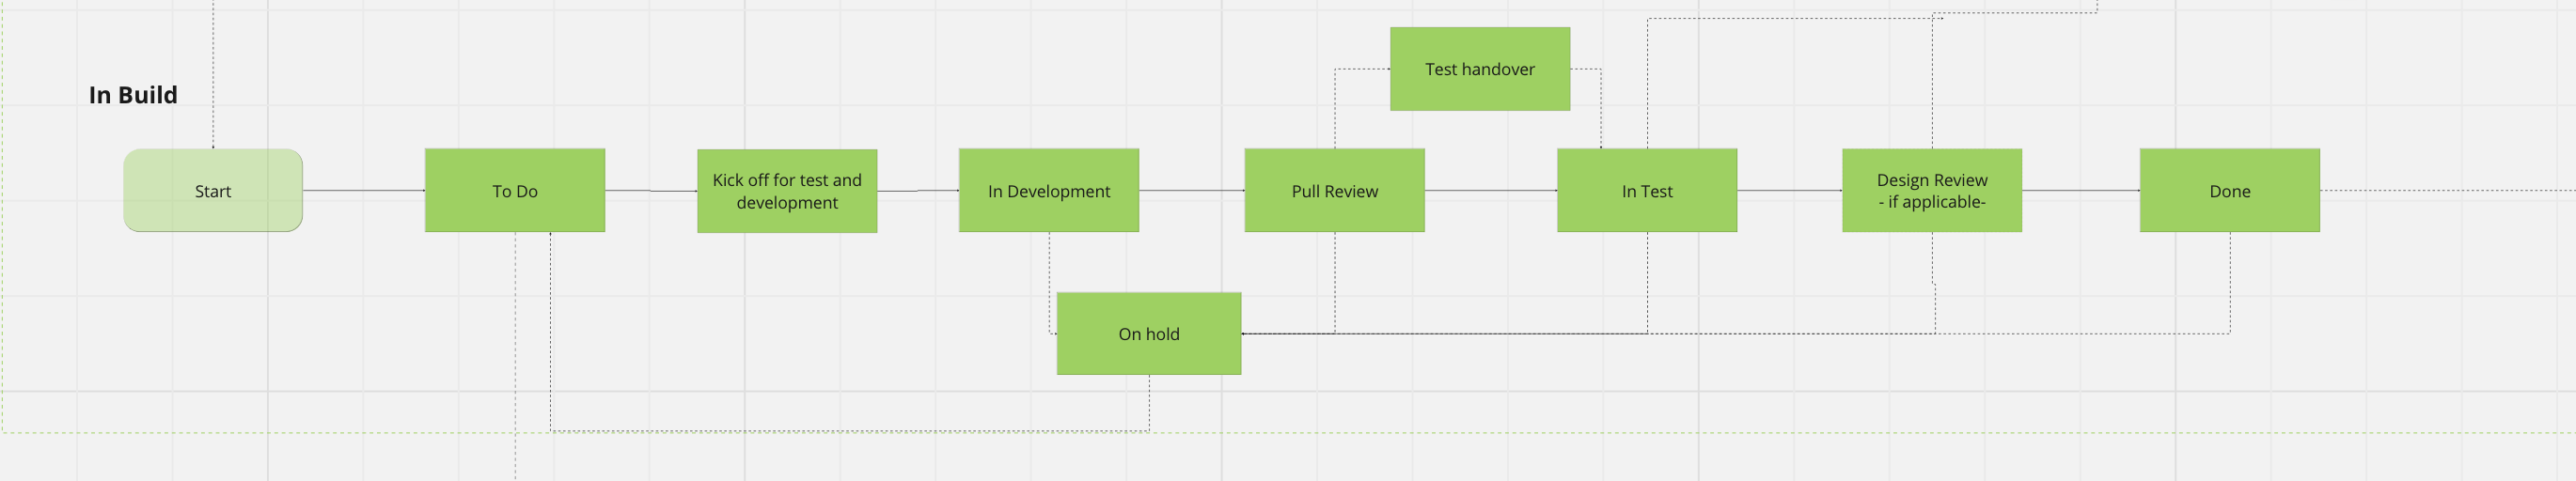 In Build
Test handover
Start
To Do
Kick off for test and
development
In Development
Pull Review
In Test
Design Review
- if applicable-
Done
On hold